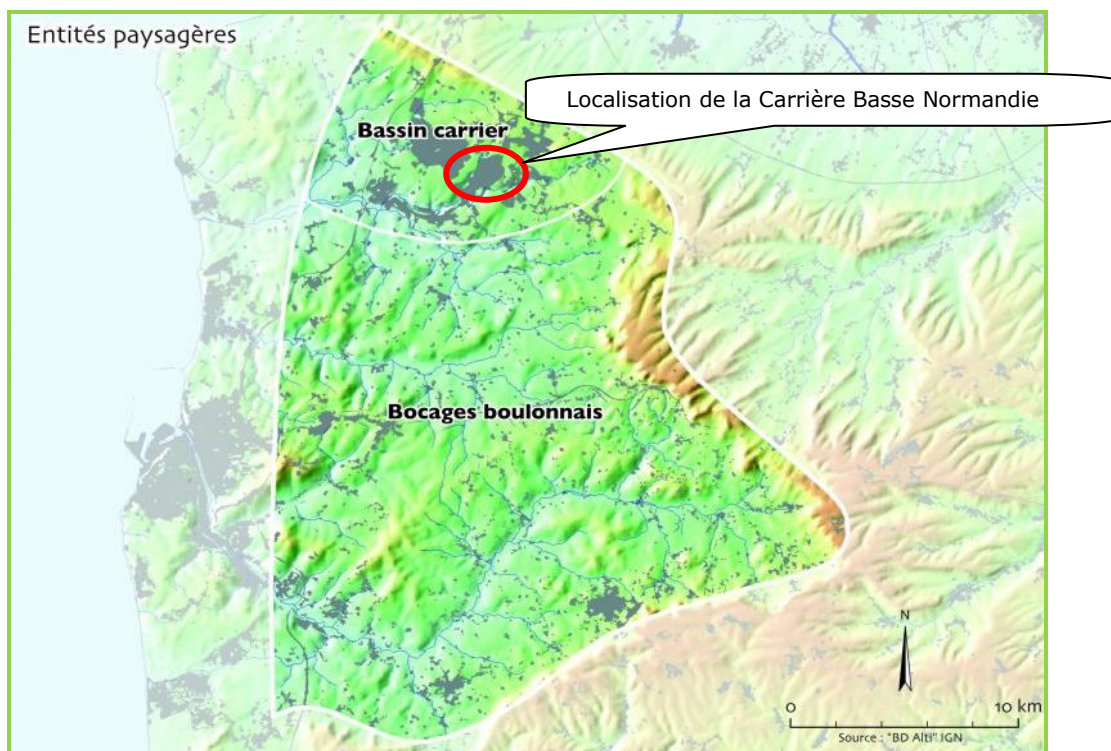 Entités paysagères
Localisation de la Carrière Basse Normandie
Bassin carrier
Bocages boulonnais
N
0 10 km
Source : "BD Alti" IGN